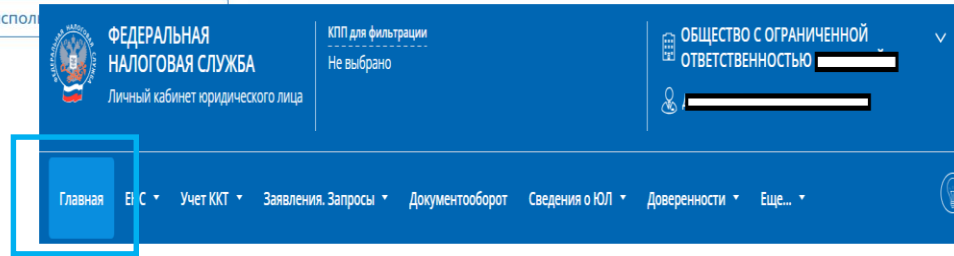 ФЕДЕРАЛЬНАЯ
НАЛОГОВАЯ СЛУЖБА
Личный кабинет юридического лица
КПП для фильтрации
Не выбрано
ОБЩЕСТВО С ОГРАНИЧЕННОЙ
ОТВЕТСТВЕННОСТЬЮ
Главная ЕНС Учет ККТ Заявления. Запросы Документооборот Сведения о ЮЛ Доверенности Еще...